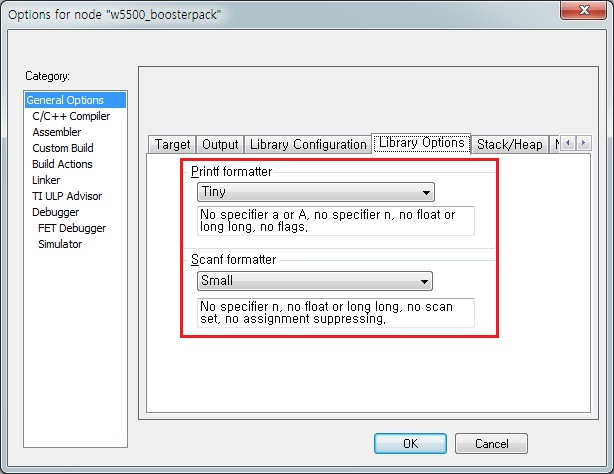 Options for node "w5500_boosterpack"
Category:
General Options
C/C++ Compiler
Assembler
Custom Build
Build Actions
Linker
TI ULP Advisor
Debugger
FET Debugger
Simulator
Target Output Library Configuration Library Options Stack/Heap
Printf formatter
Tiny
No specifier a or A, no specifier n, no float or
long long, no flags.
Scanf formatter
Small
No specifier n, no float or long long, no scan
set, no assignment suppressing.
OK Cancel